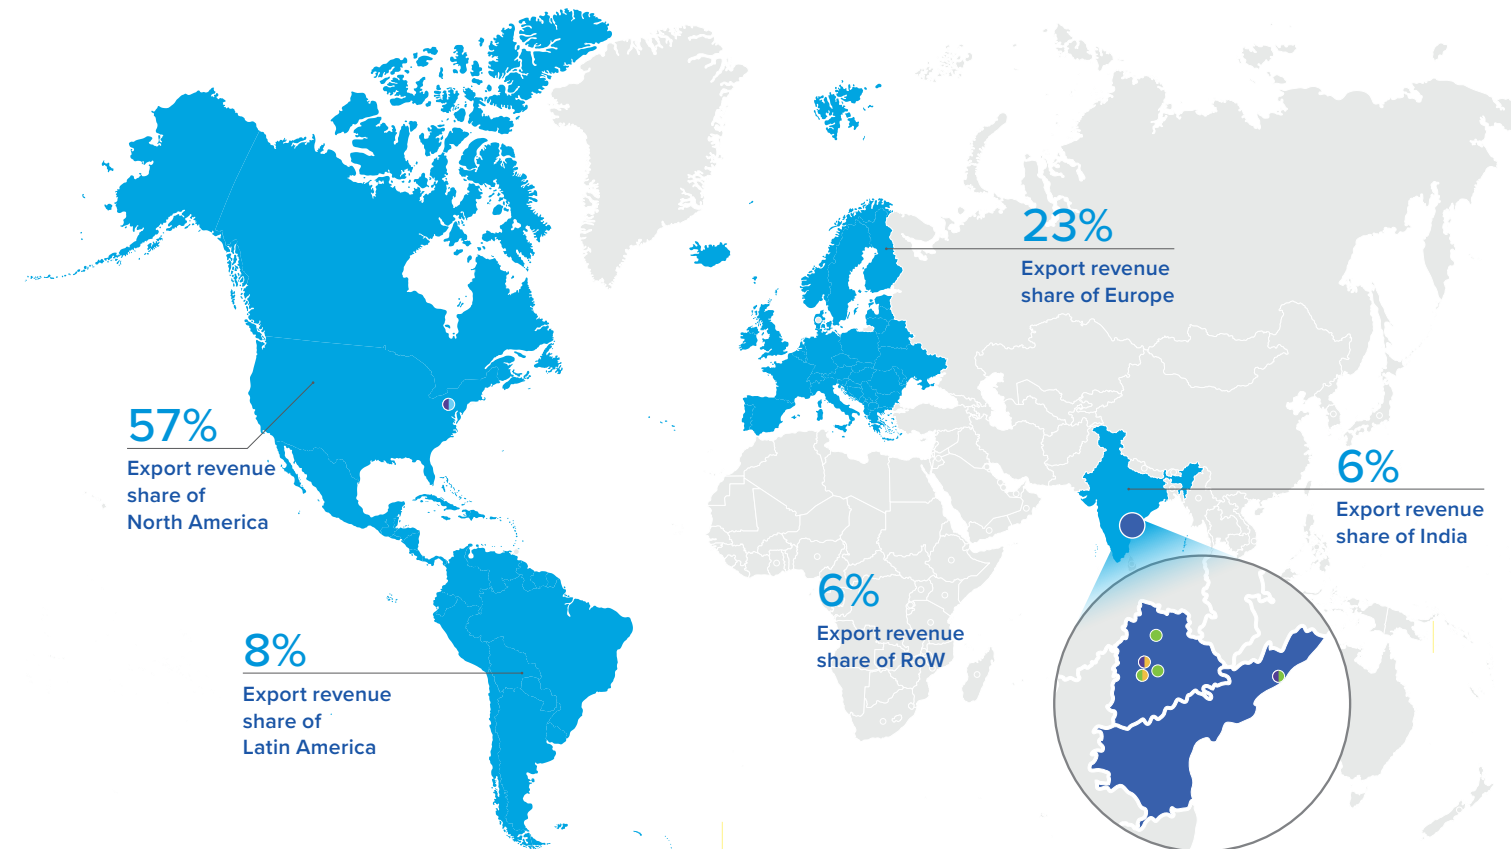 23%
Export revenue
share of Europe
57%
Export revenue
share of
North America
6%
Export revenue
share of India
6%
Export revenue
share of RoW
8%
Export revenue
share of
Latin America